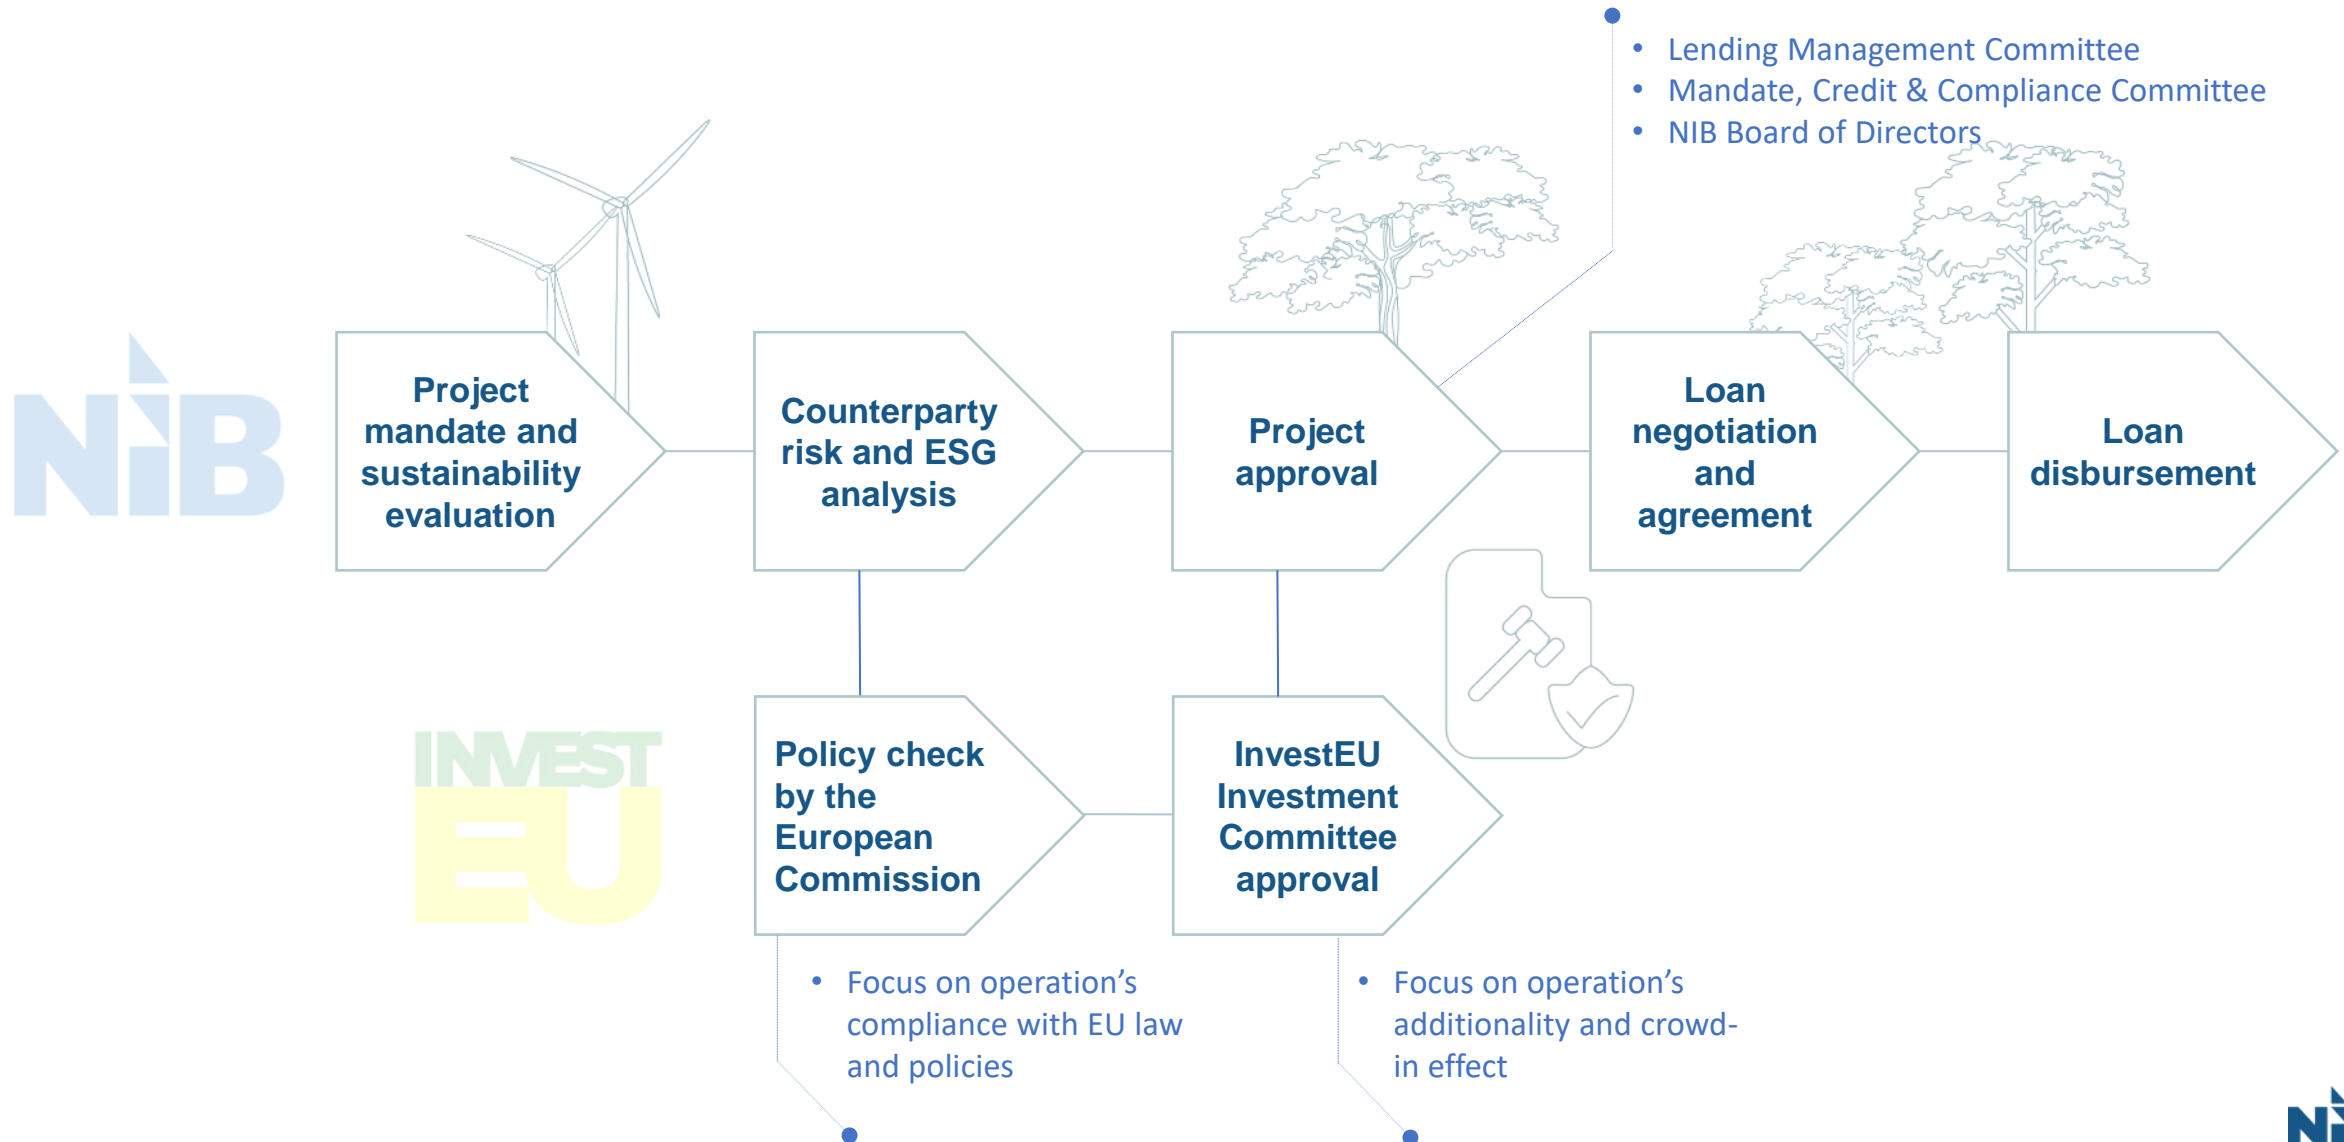 • Lending Management Committee
• Mandate, Credit & Compliance Committee
• NIB Board of Directors
NIB
Project
mandate and
sustainability
evaluation
Counterparty
risk and ESG
analysis
Project
approval
Loan
negotiation
and
agreement
Loan
disbursement
INVEST
EU
Policy check
by the
European
Commission
InvestEU
Investment
Committee
approval
• Focus on operation’s
compliance with EU law
and policies
• Focus on operation’s
additionality and crowd-
in effect